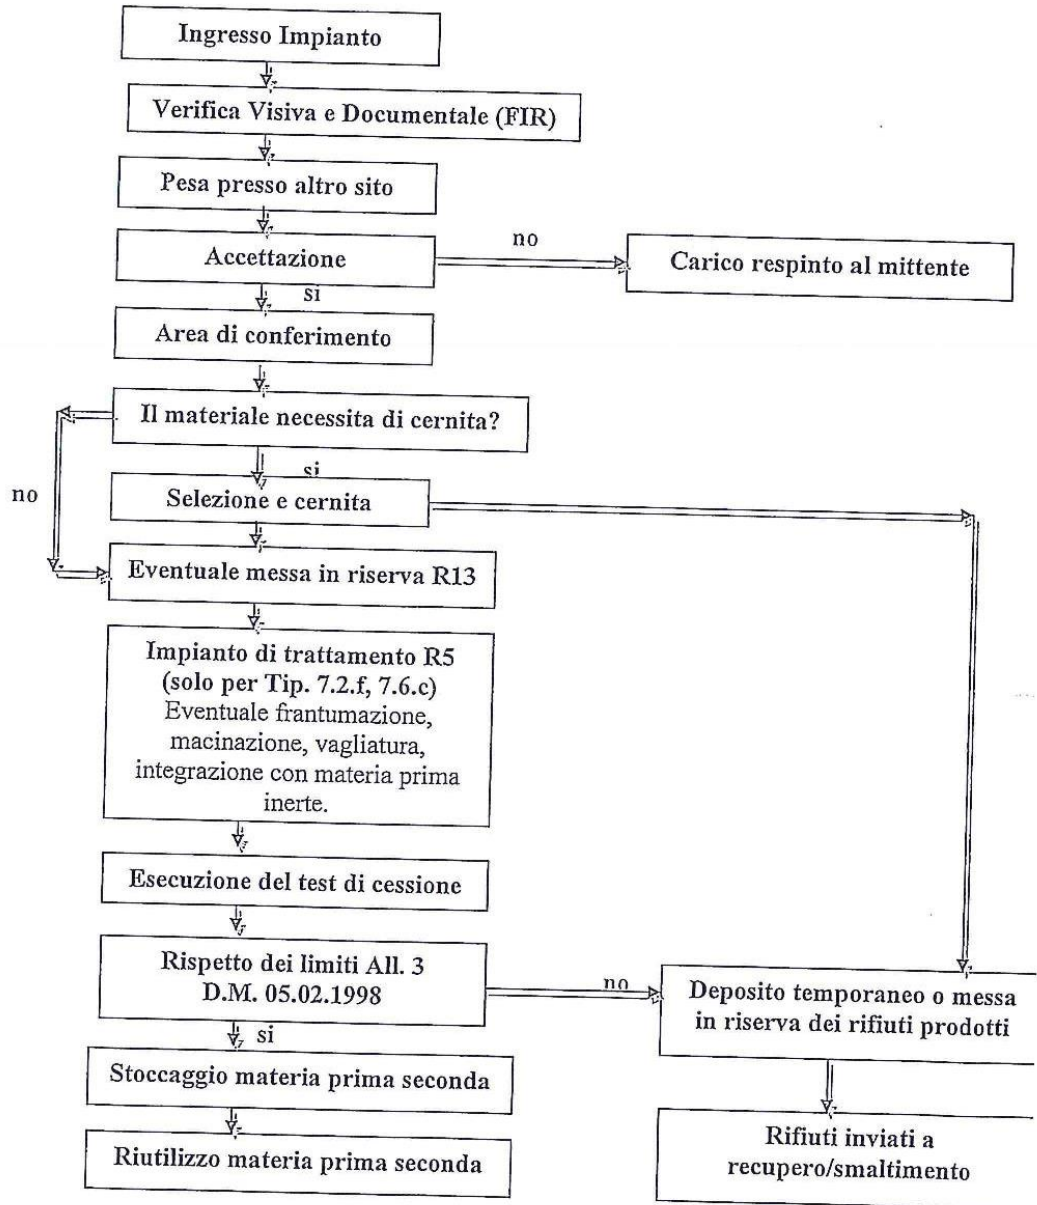 Ingresso Impianto
Verifica Visiva e Documentale (FIR)
Pesa presso altro sito
Accettazione
no
Carico respinto al mittente
si
Area di conferimento
Il materiale necessita di cernita?
no
si
Selezione e cernita
Eventuale messa in riserva R13
Impianto di trattamento R5
(solo per Tip. 7.2.f, 7.6.c)
Eventuale frantumazione,
macinazione, vagliatura,
integrazione con materia prima
inerte.
Esecuzione del test di cessione
Rispetto dei limiti All. 3
D.M. 05.02.1998
no
Deposito temporaneo o messa
in riserva dei rifiuti prodotti
si
Stoccaggio materia prima seconda
Riutilizzo materia prima seconda
Rifiuti inviati a
recupero/smaltimento